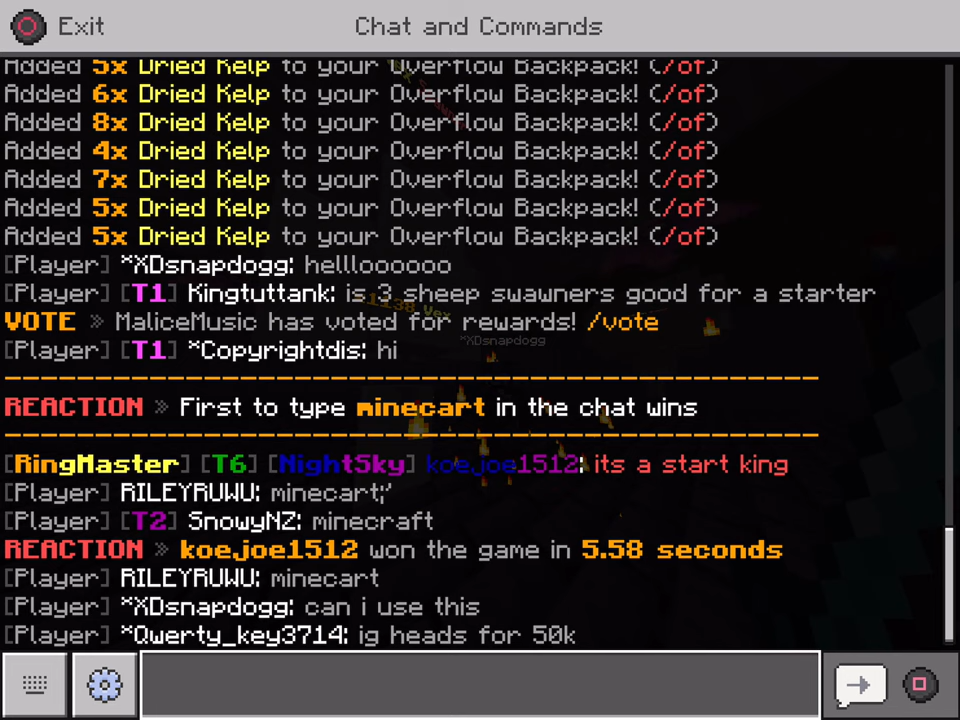 Exit
Chat and Commands
Added 5x Dried Kelp to your Overflow Backpack! (/of)
Added 6x Dried Kelp to your Overflow Backpack! (/of)
Added 8x Dried Kelp to your Overflow Backpack! (/of)
Added 4x Dried Kelp to your Overflow Backpack! (/of)
Added 7x Dried Kelp to your Overflow Backpack! (/of)
Added 5x Dried Kelp to your Overflow Backpack! (/of)
Added 5x Dried Kelp to your Overflow Backpack! (/of)
[Player] *XDsnapdogg: hellloooooo
[Player] [T1] Kingtuttank: is 3 sheep swawners good for a starter
VOTE » MaliceMusic has voted for rewards! /vote
*XDsnapdogg
[Player] [T1] *Copyrightdis: hi
REACTION » First to type minecart in the chat wins
[RingMaster] [T6] [NightSky] koejoe1512: its a start king
[Player] RILEYRUWU: minecart;'
[Player] [T2] SnowyNZ: minecraft
REACTION » koejoe1512 won the game in 5.58 seconds
[Player] RILEYRUWU: minecart
[Player] *XDsnapdogg: can i use this
[Player] *Qwerty_key3714: ig heads for 50k